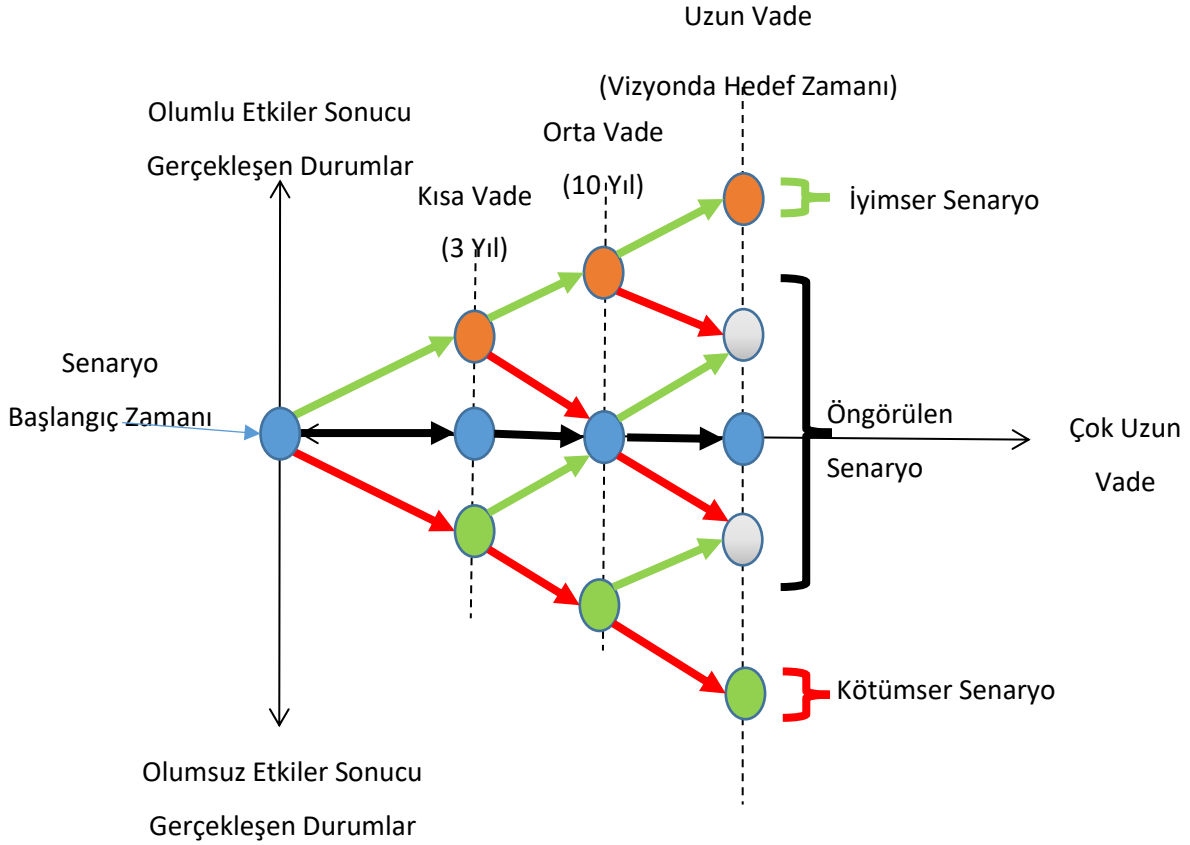 Uzun Vade
(Vizyonda Hedef Zamanı)
Olumlu Etkiler Sonucu
Gerçekleşen Durumlar
Orta Vade
(10 Yıl)
Kısa Vade
(3 Yıl)
İyimser Senaryo
Senaryo
Başlangıç Zamanı
Öngörülen
Senaryo
Çok Uzun
Vade
Kötümser Senaryo
Olumsuz Etkiler Sonucu
Gerçekleşen Durumlar